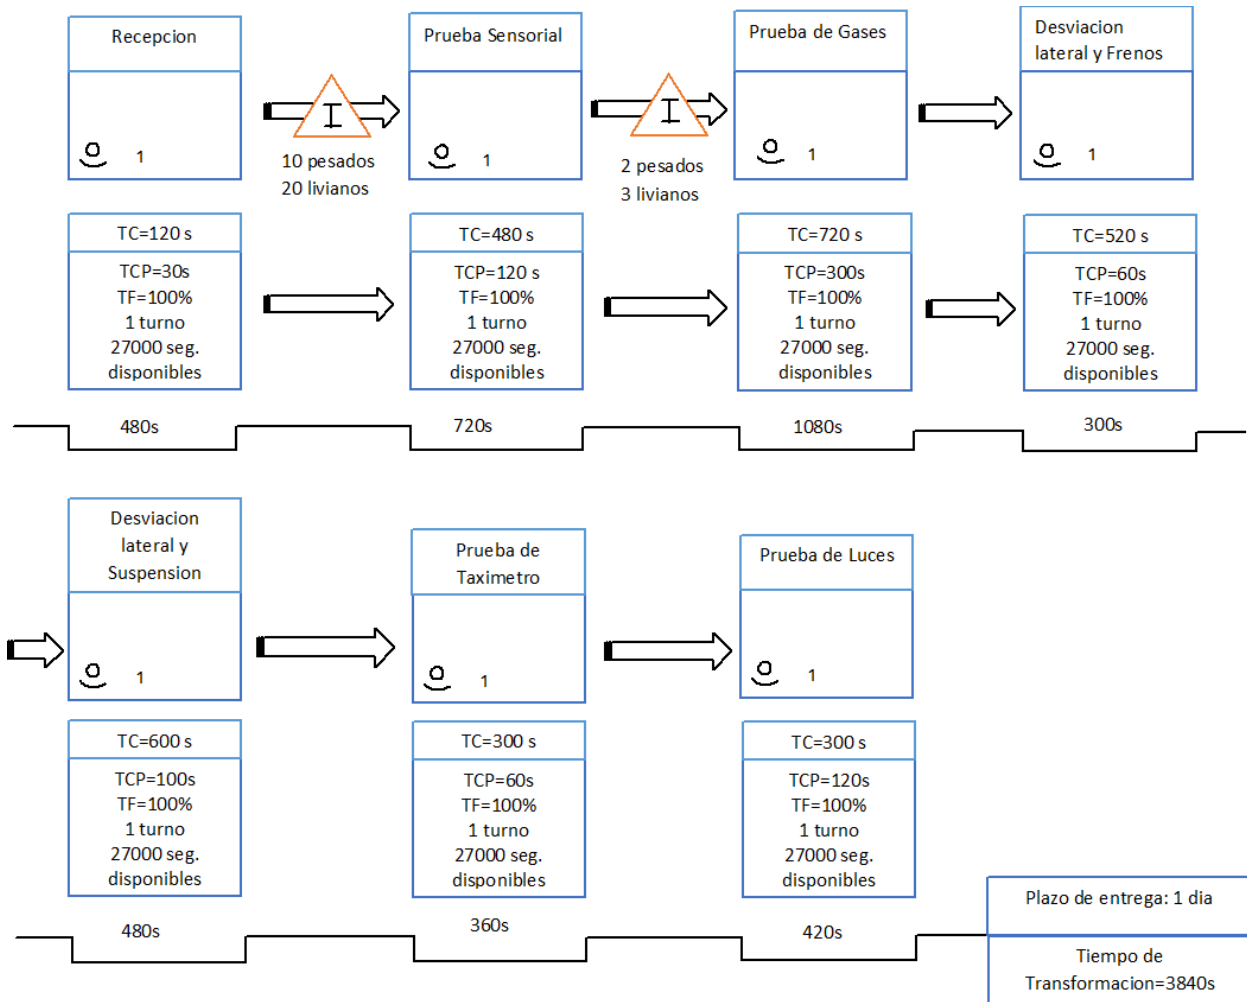 Recepcion
1
10 pesados
20 livianos
Prueba Sensorial
1
2 pesados
3 livianos
Prueba de Gases
1
Desviacion
lateral y Frenos
1
TC=120 s
TCP=30s
TF=100%
1 turno
27000 seg.
disponibles
TC=480 s
TCP=120 s
TF=100%
1 turno
27000 seg.
disponibles
TC=720 s
TCP=300s
TF=100%
1 turno
27000 seg.
disponibles
TC=520 s
TCP=60s
TF=100%
1 turno
27000 seg.
disponibles
480s
720s
1080s
300s
Desviacion
lateral y
Suspension
1
Prueba de
Taximetro
1
Prueba de Luces
1
TC=600 s
TCP=100s
TF=100%
1 turno
27000 seg.
disponibles
TC=300 s
TCP=60s
TF=100%
1 turno
27000 seg.
disponibles
TC=300 s
TCP=120s
TF=100%
1 turno
27000 seg.
disponibles
480s
360s
420s
Plazo de entrega: 1 dia
Tiempo de
Transformacion=3840s